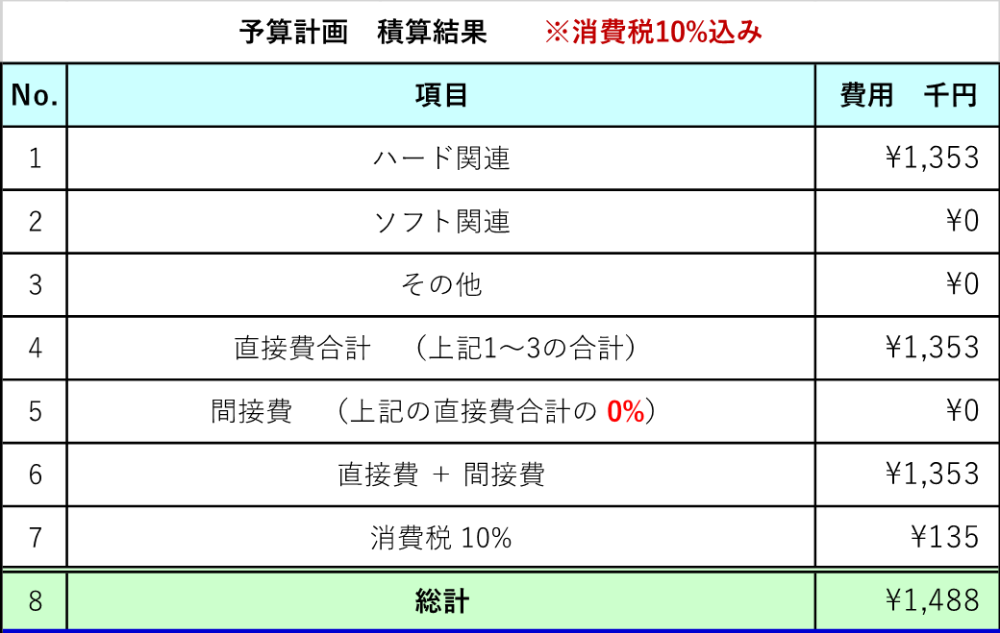 予算計画　積算結果　　※消費税10%込み
No. 項目 費用　千円
1 ハード関連 ¥1,353
2 ソフト関連 ¥0
3 その他 ¥0
4 直接費合計　（上記1～3の合計） ¥1,353
5 間接費　（上記の直接費合計の 0%） ¥0
6 直接費 + 間接費 ¥1,353
7 消費税 10% ¥135
8 総計 ¥1,488